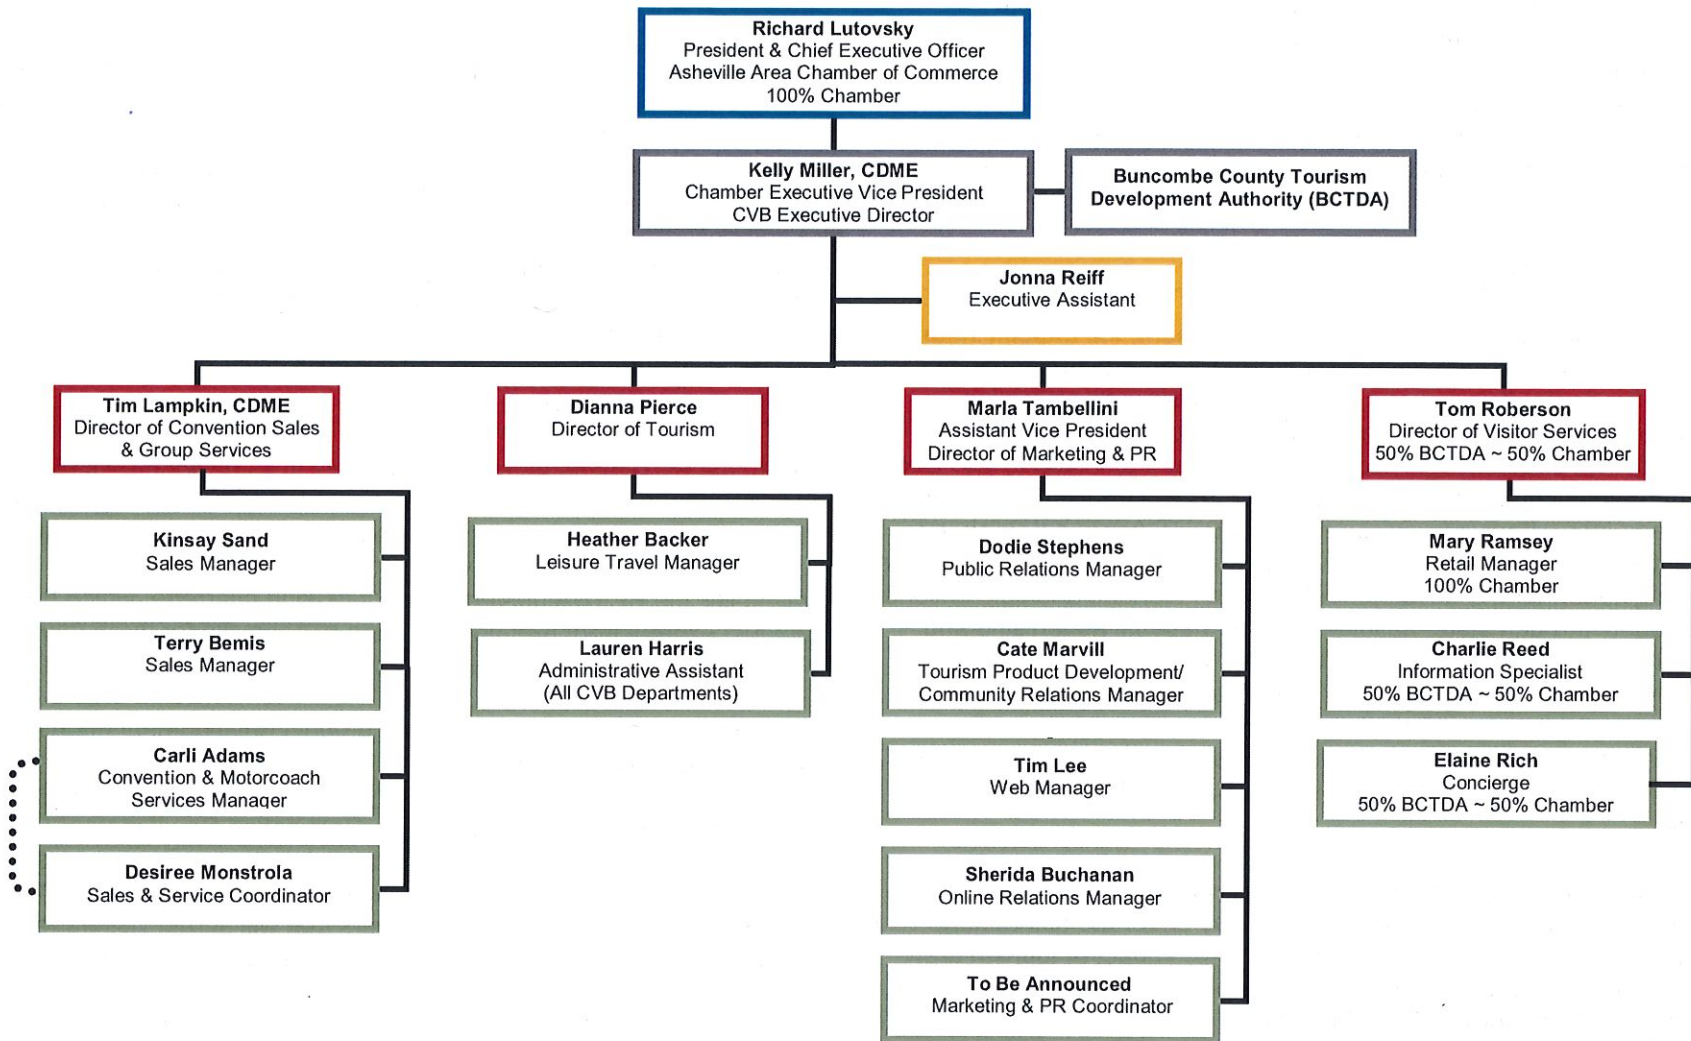 Richard Lutovsky
President & Chief Executive Officer
Asheville Area Chamber of Commerce
100% Chamber
Kelly Miller, CDME
Chamber Executive Vice President
CVB Executive Director
Buncombe County Tourism
Development Authority (BCTDA)
Jonna Reiff
Executive Assistant
Tim Lampkin, CDME
Director of Convention Sales
& Group Services
Kinsay Sand
Sales Manager
Terry Bemis
Sales Manager
Carli Adams
Convention & Motorcoach
Services Manager
Desiree Monstrola
Sales & Service Coordinator
Dianna Pierce
Director of Tourism
Heather Backer
Leisure Travel Manager
Lauren Harris
Administrative Assistant
(All CVB Departments)
Marla Tambellini
Assistant Vice President
Director of Marketing & PR
Dodie Stephens
Public Relations Manager
Cate Marvill
Tourism Product Development/
Community Relations Manager
Tim Lee
Web Manager
Sherida Buchanan
Online Relations Manager
To Be Announced
Marketing & PR Coordinator
Tom Roberson
Director of Visitor Services
50% BCTDA ~ 50% Chamber
Mary Ramsey
Retail Manager
100% Chamber
Charlie Reed
Information Specialist
50% BCTDA ~ 50% Chamber
Elaine Rich
Concierge
50% BCTDA ~ 50% Chamber